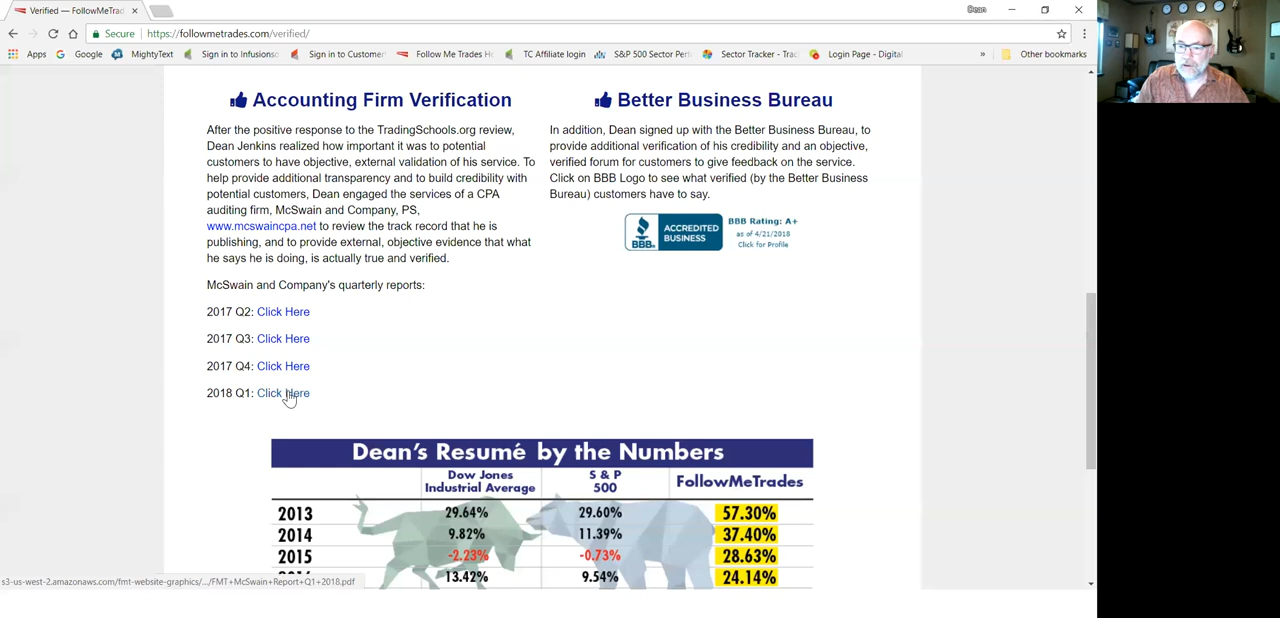 Verified — FollowMeTrad
Dean
Secure
https://followmetrades.com/verified/
Apps
Google
MightyText
Sign in to Infusionso
Sign in to Customer
Follow Me Trades Ho
TC Affiliate login
S&P 500 Sector Perf
Sector Tracker - Trac
Login Page - Digital
»
Other bookmarks
Accounting Firm Verification
After the positive response to the TradingSchools.org review,
Dean Jenkins realized how important it was to potential
customers to have objective, external validation of his service. To
help provide additional transparency and to build credibility with
potential customers, Dean engaged the services of a CPA
auditing firm, McSwain and Company, PS,
www.mcswaincpa.net to review the track record that he is
publishing, and to provide external, objective evidence that what
he says he is doing, is actually true and verified.
McSwain and Company's quarterly reports:
2017 Q2: Click Here
2017 Q3: Click Here
2017 Q4: Click Here
2018 Q1: Click Here
Better Business Bureau
In addition, Dean signed up with the Better Business Bureau, to
provide additional verification of his credibility and an objective,
verified forum for customers to give feedback on the service.
Click on BBB Logo to see what verified (by the Better Business
Bureau) customers have to say.
BBB.
ACCREDITED
BUSINESS
BBB Rating: A+
as of 4/21/2018
Click for Profile
Dean's Resumé by the Numbers
Dow Jones
Industrial Average
S & P
500
FollowMeTrades
2013 29.64% 29.60% 57.30%
2014 9.82% 11.39% 37.40%
2015 -2.23% -0.73% 28.63%
13.42% 9.54% 24.14%
s3-us-west-2.amazonaws.com/fmt-website-graphics/.../FMT+McSwain+Report+Q1+2018.pdf